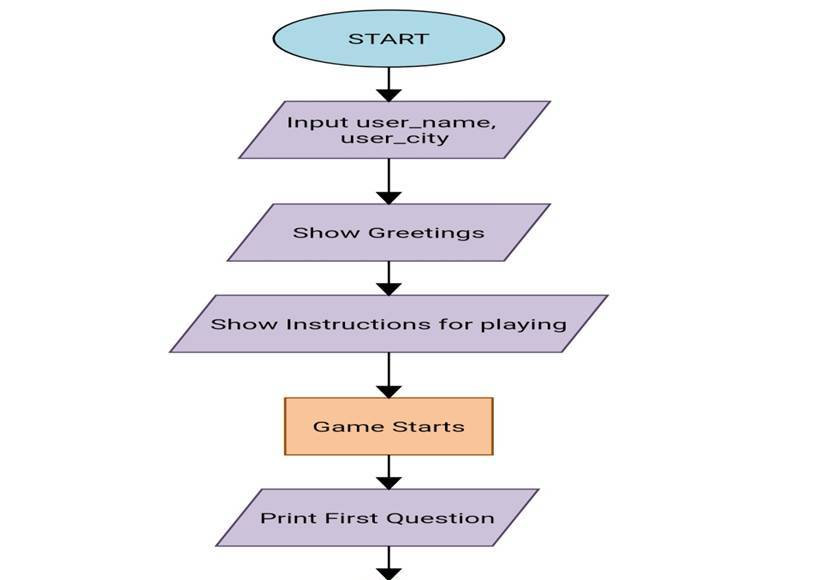 START
Input user_name,
user_city
Show Greetings
Show Instructions for playing
Game Starts
Print First Question